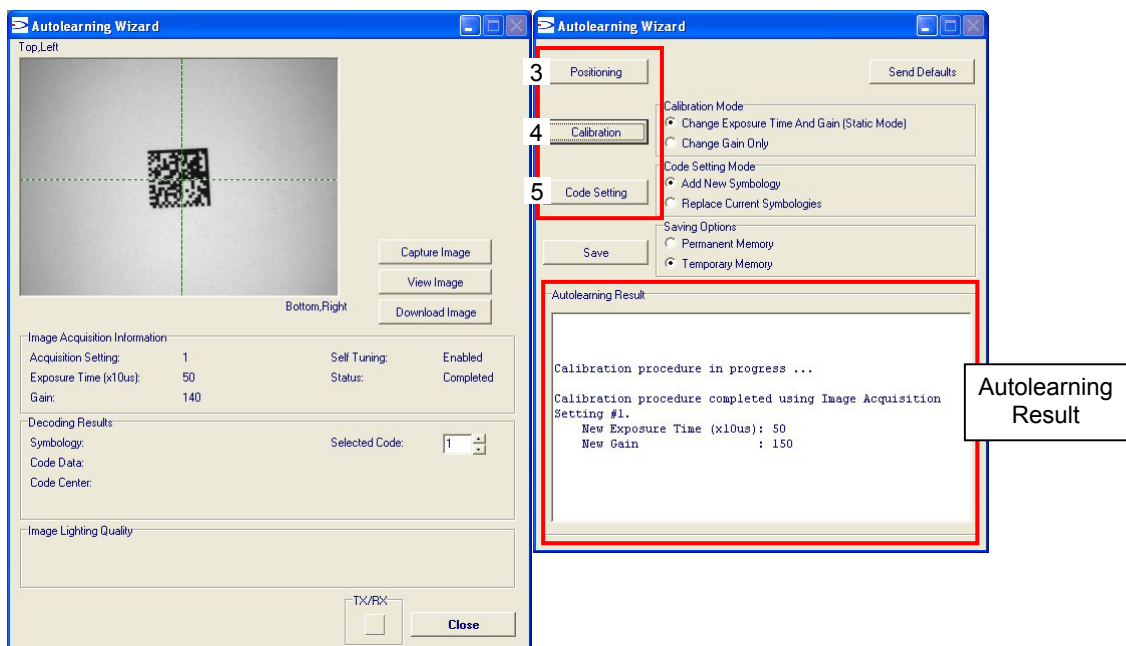 Autolearning Wizard
Top,Left
Bottom,Right
Capture Image
View Image
Download Image
Image Acquisition Information
Acquisition Setting: 1 Self Tuning: Enabled
Exposure Time (x10us): 50 Status: Completed
Gain: 140
Decoding Results
Symbology: Selected Code: 1
Code Data:
Code Center:
Image Lighting Quality
TX/RX
Close
Autolearning Wizard
3 Positioning Send Defaults
4 Calibration
Calibration Mode
Change Exposure Time And Gain (Static Mode)
Change Gain Only
5 Code Setting
Code Setting Mode
Add New Symbology
Replace Current Symbologies
Save
Saving Options
Permanent Memory
Temporary Memory
Autolearning Result
Calibration procedure in progress ...
Calibration procedure completed using Image Acquisition
Setting #1.
New Exposure Time (x10us): 50
New Gain : 150
Autolearning
Result